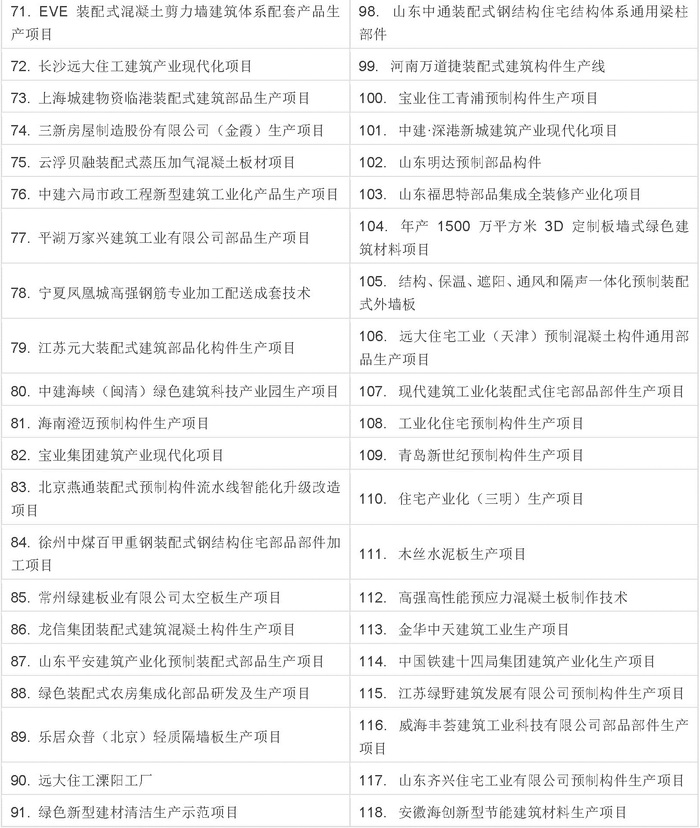 71. EVE 装配式混凝土剪力墙建筑体系配套产品生
产项目
72. 长沙远大住工建筑产业现代化项目
73. 上海城建物资临港装配式建筑部品生产项目
74. 三新房屋制造股份有限公司（金霞）生产项目
75. 云浮贝融装配式蒸压加气混凝土板材项目
76. 中建六局市政工程新型建筑工业化产品生产项目
77. 平湖万家兴建筑工业有限公司部品生产项目
78. 宁夏凤凰城高强钢筋专业加工配送成套技术
79. 江苏元大装配式建筑部品化构件生产项目
80. 中建海峡（闽清）绿色建筑科技产业园生产项目
81. 海南澄迈预制构件生产项目
82. 宝业集团建筑产业现代化项目
83. 北京燕通装配式预制构件流水线智能化升级改造
项目
84. 徐州中煤百甲重钢装配式钢结构住宅部品部件加
工项目
85. 常州绿建板业有限公司太空板生产项目
86. 龙信集团装配式建筑混凝土构件生产项目
87. 山东平安建筑产业化预制装配式部品生产项目
88. 绿色装配式农房集成化部品研发及生产项目
89. 乐居众普（北京）轻质隔墙板生产项目
90. 远大住工溧阳工厂
91. 绿色新型建材清洁生产示范项目
98. 山东中通装配式钢结构住宅结构体系通用梁柱
部件
99. 河南万道捷装配式建筑构件生产线
100. 宝业住工青浦预制构件生产项目
101. 中建·深港新城建筑产业现代化项目
102. 山东明达预制部品构件
103. 山东福思特部品集成全装修产业化项目
104. 年产 1500 万平方米 3D 定制板墙式绿色建
筑材料项目
105. 结构、保温、遮阳、通风和隔声一体化预制装配
式外墙板
106. 远大住宅工业（天津）预制混凝土构件通用部
品生产项目
107. 现代建筑工业化装配式住宅部品部件生产项目
108. 工业化住宅预制构件生产项目
109. 青岛新世纪预制构件生产项目
110. 住宅产业化（三明）生产项目
111. 木丝水泥板生产项目
112. 高强高性能预应力混凝土板制作技术
113. 金华中天建筑工业生产项目
114. 中国铁建十四局集团建筑产业化生产项目
115. 江苏绿野建筑发展有限公司预制构件生产项目
116. 威海丰荟建筑工业科技有限公司部品部件生产
项目
117. 山东齐兴住宅工业有限公司预制构件生产项目
118. 安徽海创新型节能建筑材料生产项目